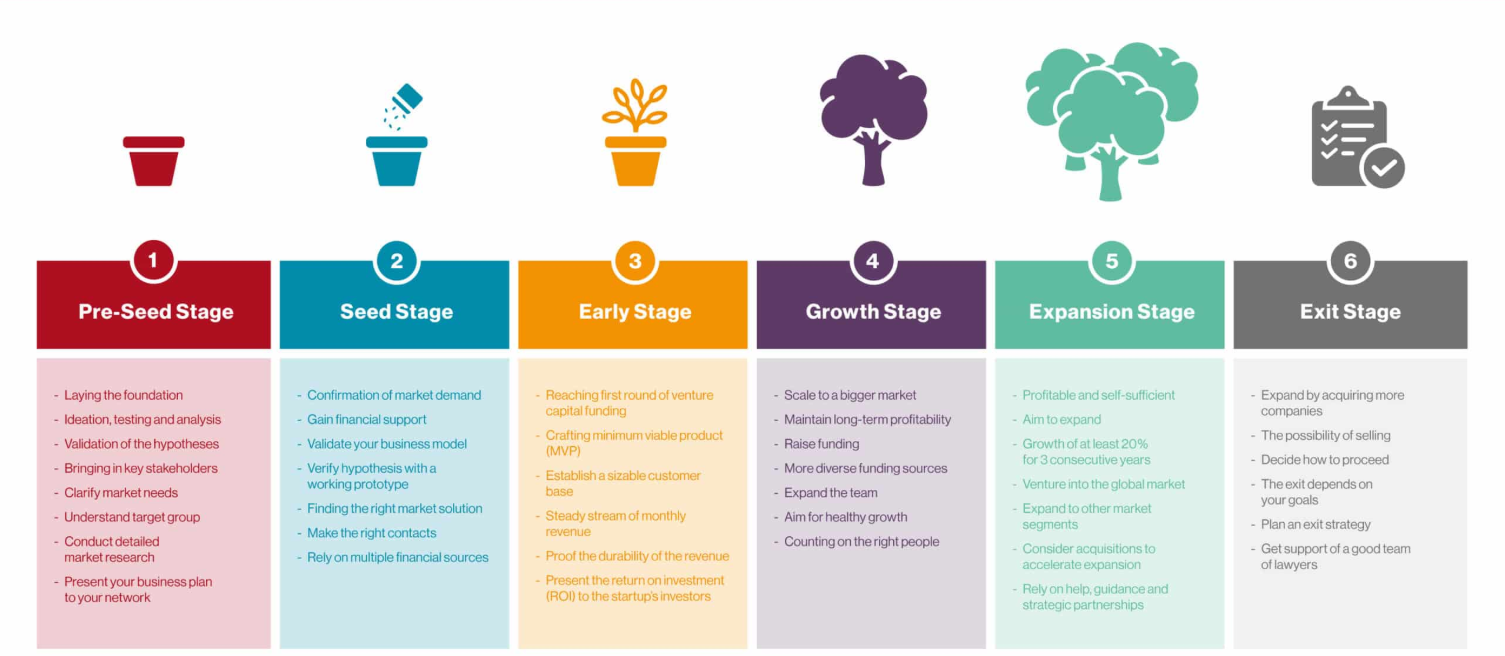 1
Pre-Seed Stage
- Laying the foundation
- Ideation, testing and analysis
- Validation of the hypotheses
- Bringing in key stakeholders
- Clarify market needs
- Understand target group
- Conduct detailed
market research
- Present your business plan
to your network
2
Seed Stage
- Confirmation of market demand
- Gain financial support
- Validate your business model
- Verify hypothesis with a
working prototype
- Finding the right market solution
- Make the right contacts
- Rely on multiple financial sources
3
Early Stage
- Reaching first round of venture
capital funding
- Crafting minimum viable product
(MVP)
- Establish a sizable customer
base
- Steady stream of monthly
revenue
- Proof the durability of the revenue
- Present the return on investment
(ROI) to the startup's investors
4
Growth Stage
- Scale to a bigger market
- Maintain long-term profitability
- Raise funding
- More diverse funding sources
- Expand the team
- Aim for healthy growth
- Counting on the right people
5
Expansion Stage
- Profitable and self-sufficient
- Aim to expand
- Growth of at least 20%
for 3 consecutive years
- Venture into the global market
- Expand to other market
segments
- Consider acquisitions to
accelerate expansion
- Rely on help, guidance and
strategic partnerships
6
Exit Stage
- Expand by acquiring more
companies
- The possibility of selling
- Decide how to proceed
- The exit depends on
your goals
- Plan an exit strategy
- Get support of a good team
of lawyers